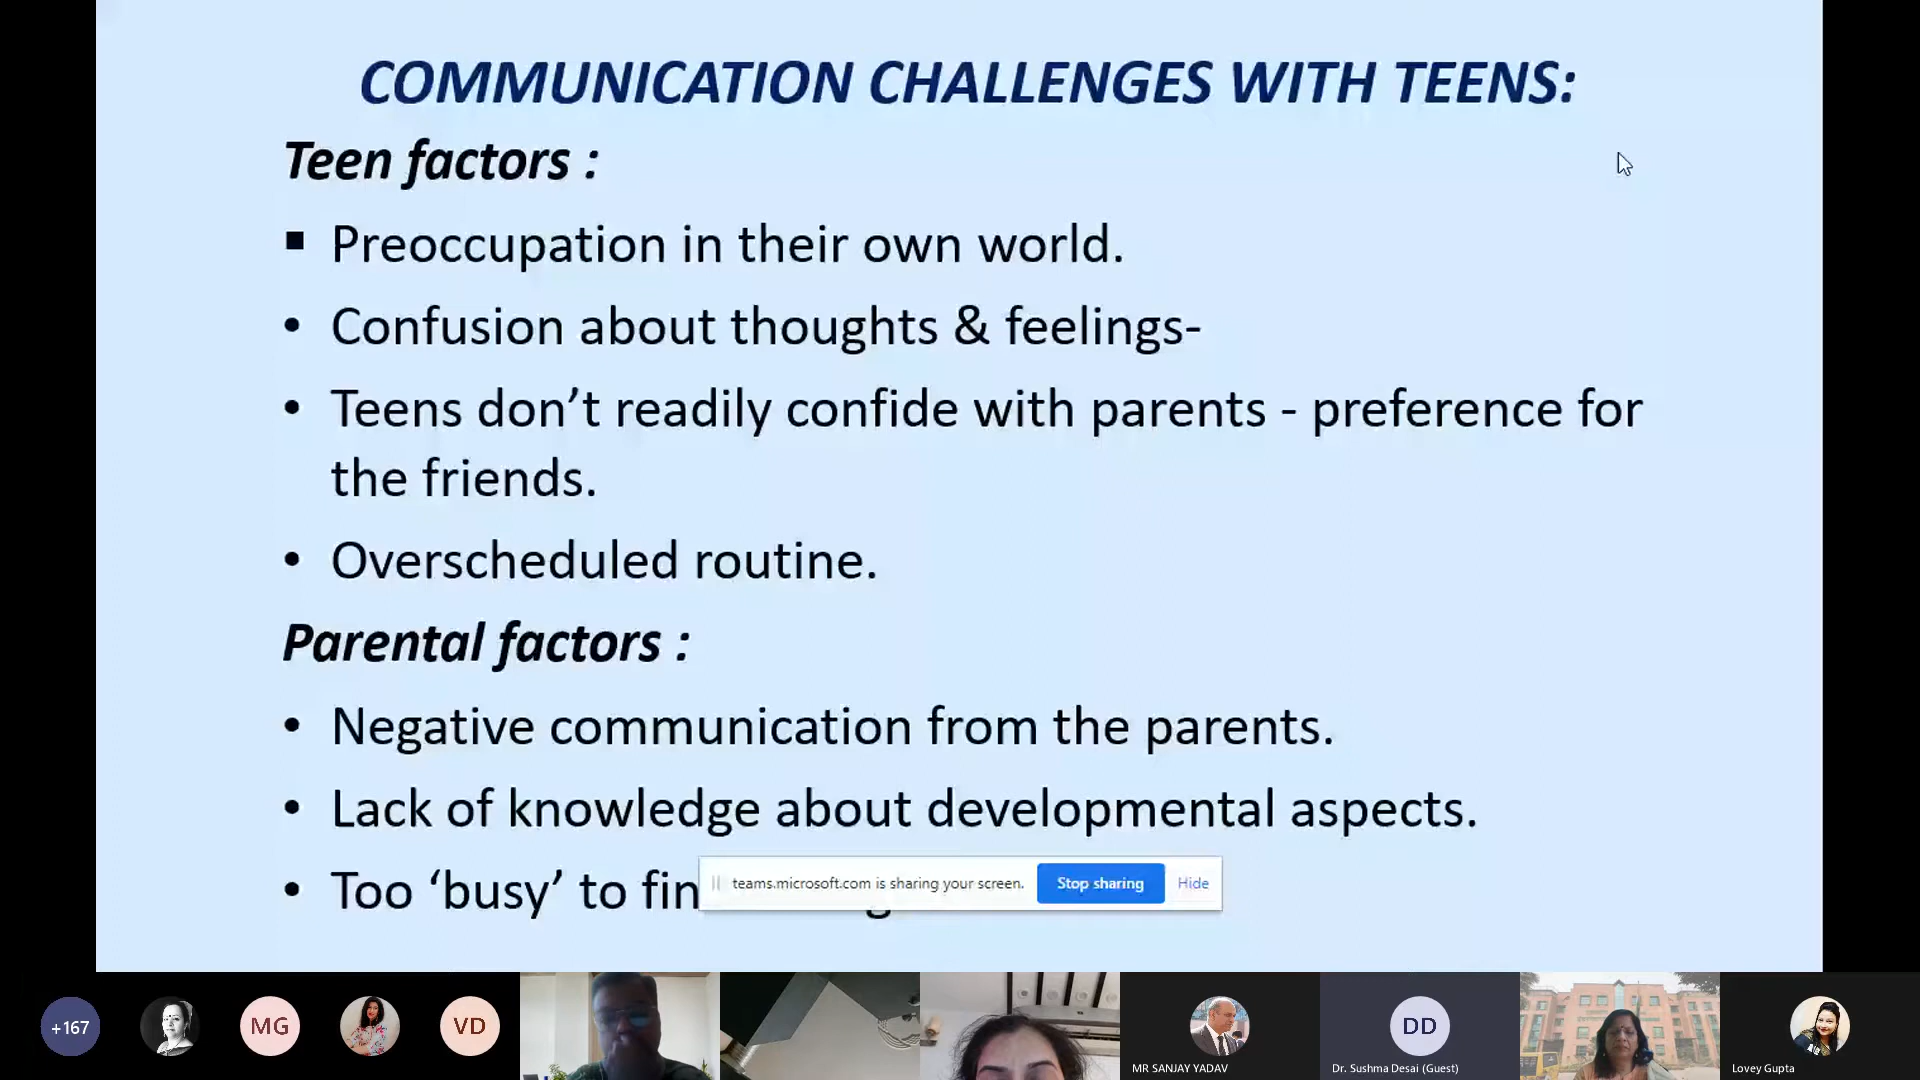 COMMUNICATION CHALLENGES WITH TEENS:
Teen factors :
▪ Preoccupation in their own world.
• Confusion about thoughts & feelings-
• Teens don’t readily confide with parents - preference for
the friends.
• Overscheduled routine.
Parental factors :
• Negative communication from the parents.
• Lack of knowledge about developmental aspects.
• Too ‘busy’ to
teams.microsoft.com is sharing your screen. Stop sharing Hide
+167 MG VD DD
MR SANJAY YADAV Dr. Sushma Desai (Guest) Lovey Gupta